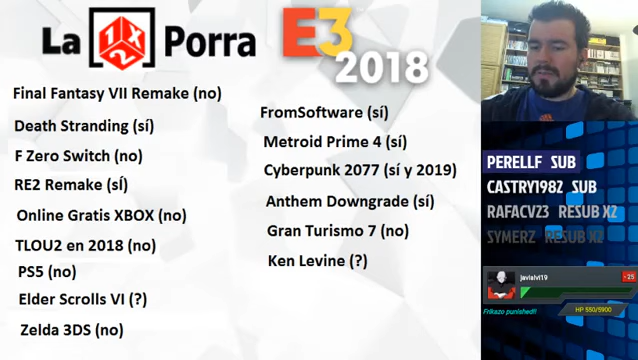 La 1X2 Porra
E3
2018
Final Fantasy VII Remake (no)
Death Stranding (sí)
F Zero Switch (no)
RE2 Remake (sÍ)
Online Gratis XBOX (no)
TLOU2 en 2018 (no)
PS5 (no)
Elder Scrolls VI (?)
Zelda 3DS (no)
FromSoftware (sí)
Metroid Prime 4 (sí)
Cyberpunk 2077 (sí y 2019)
Anthem Downgrade (sí)
Gran Turismo 7 (no)
Ken Levine (?)
PERELLF SUB
CASTRY1982 SUB
RAFACV23 RESUB X2
SYMERZ RESUB X2
javislvl19
-25
Frikazo punished!!
HP 550/5900